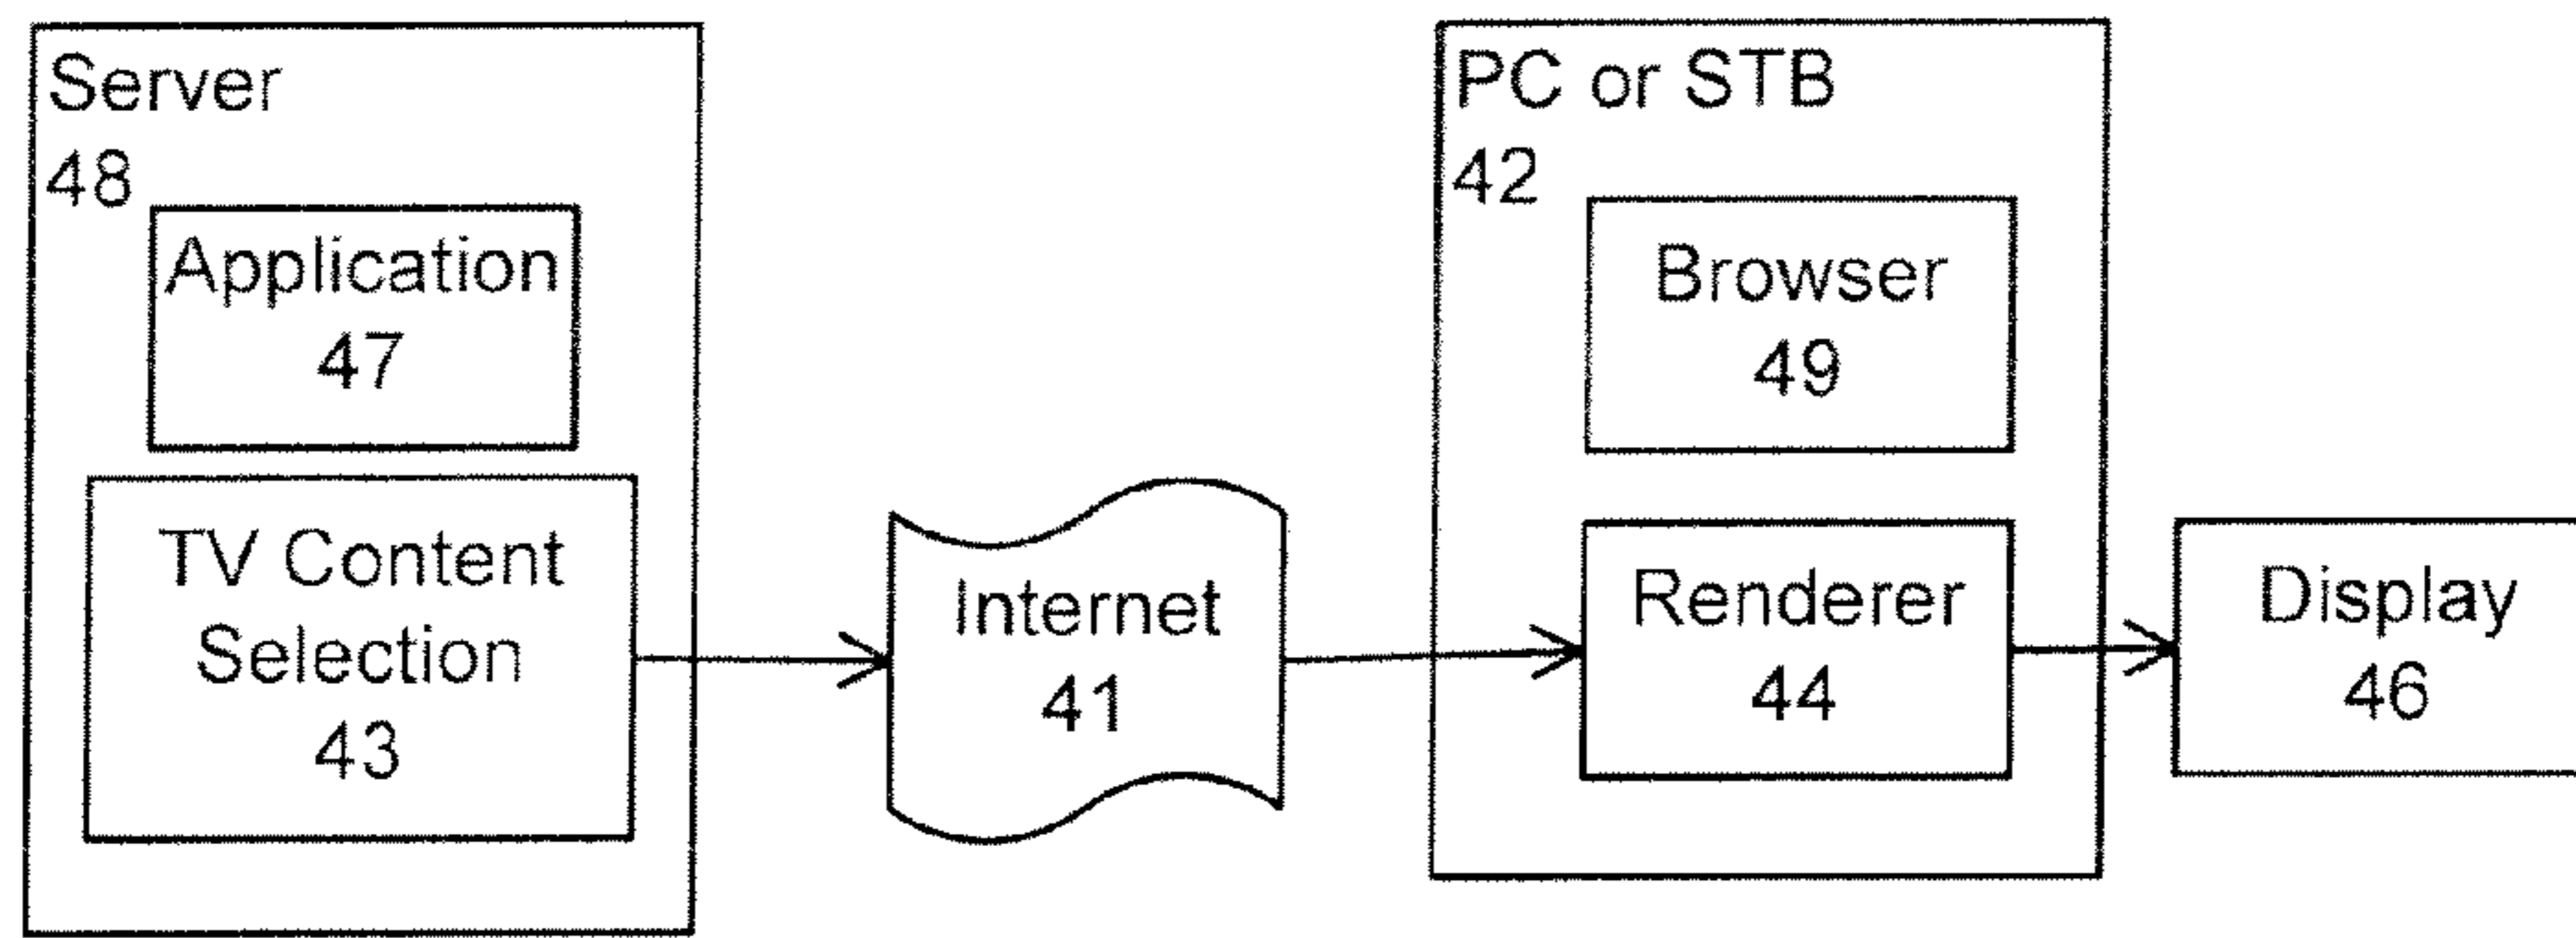 Server
48
Application
47
TV Content
Selection
43
Internet
41
PC or STB
42
Browser
49
Renderer
44
Display
46